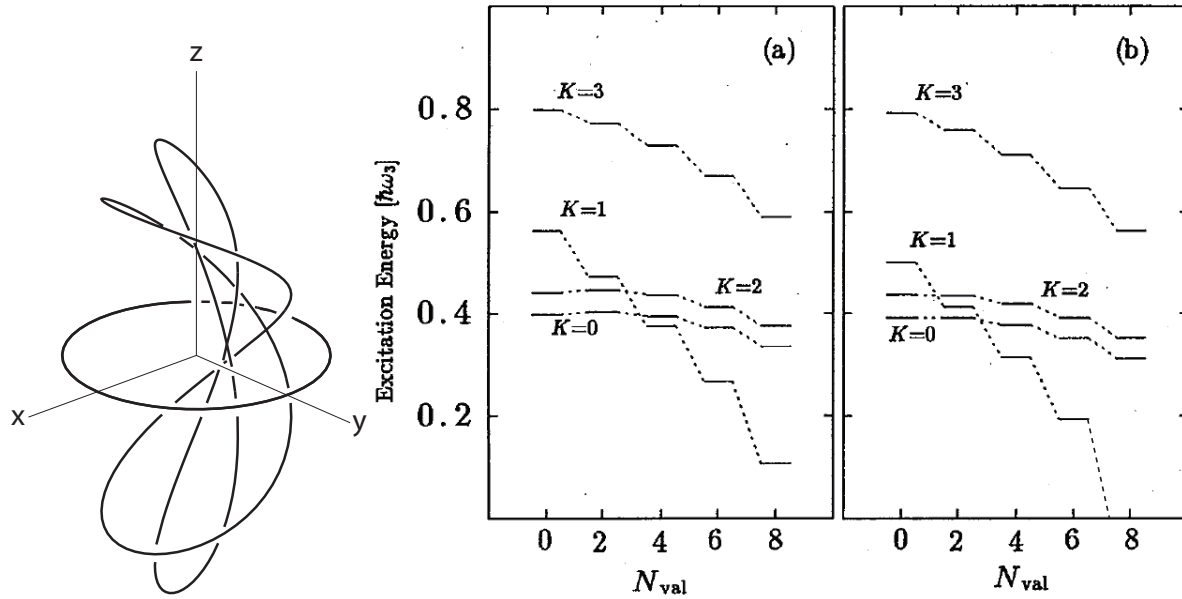 z
x
y
Excitation Energy [ħω₃]
0.8
0.6
0.4
0.2
(a)
K=3
K=1
K=2
K=0
0 2 4 6 8
N_val
(b)
K=3
K=1
K=2
K=0
0 2 4 6 8
N_val